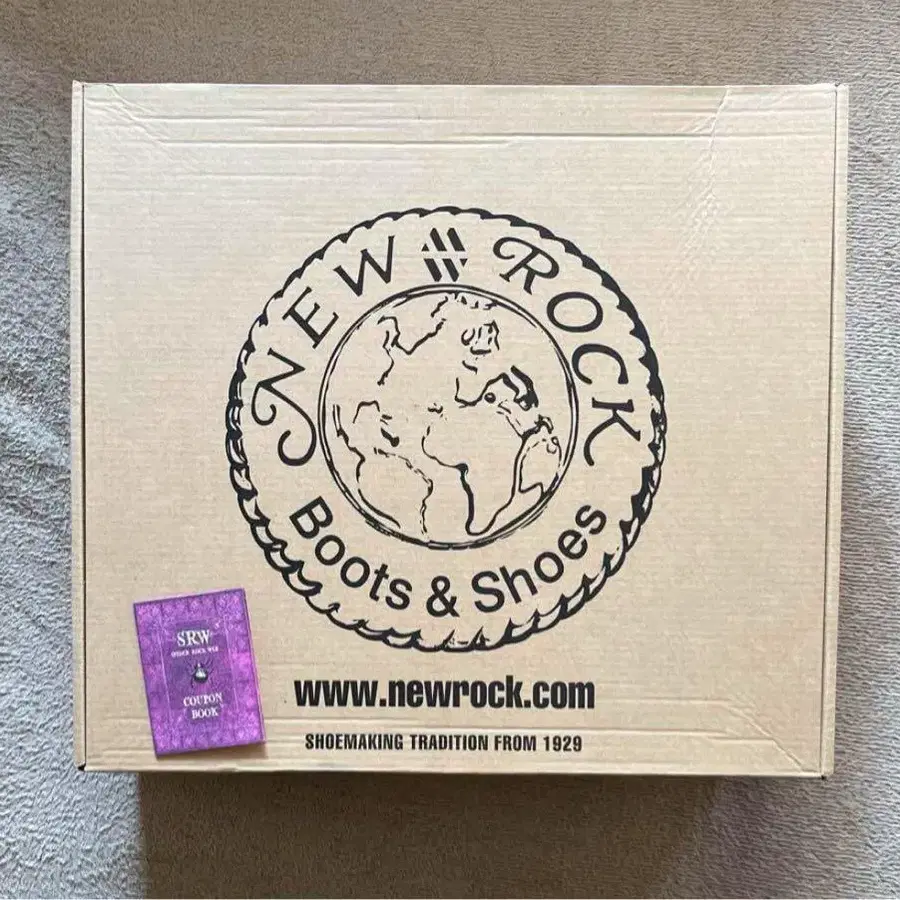 NEW ROCK
Boots & Shoes
www.newrock.com
SHOEMAKING TRADITION FROM 1929
SRW
SPIDER ROCK WEB
COUPON
BOOK